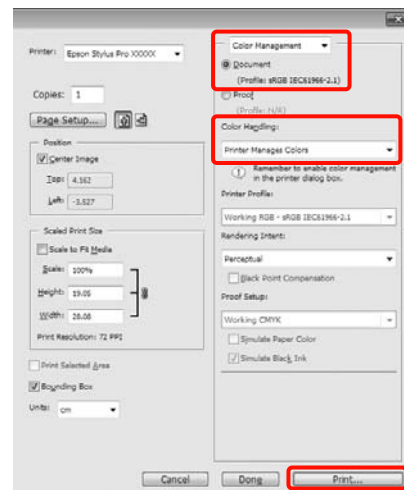 Printer: Epson Stylus Pro XXXXX
Copies: 1
Page Setup...
Position
Center Image
Top: 4.162
Left: -3.827
Scaled Print Size
Scale to Fit Media
Scale: 100%
Height: 19.05
Width: 28.08
Print Resolution: 72 PPI
Print Selected Area
Bounding Box
Units: cm
Color Management
Document
(Profile: sRGB IEC61966-2.1)
Proof
(Profile: N/A)
Color Handling:
Printer Manages Colors
Remember to enable color management
in the printer dialog box.
Printer Profile:
Working RGB - sRGB IEC61966-2.1
Rendering Intent:
Perceptual
Black Point Compensation
Proof Setup:
Working CMYK
Simulate Paper Color
Simulate Black Ink
Cancel
Done
Print...